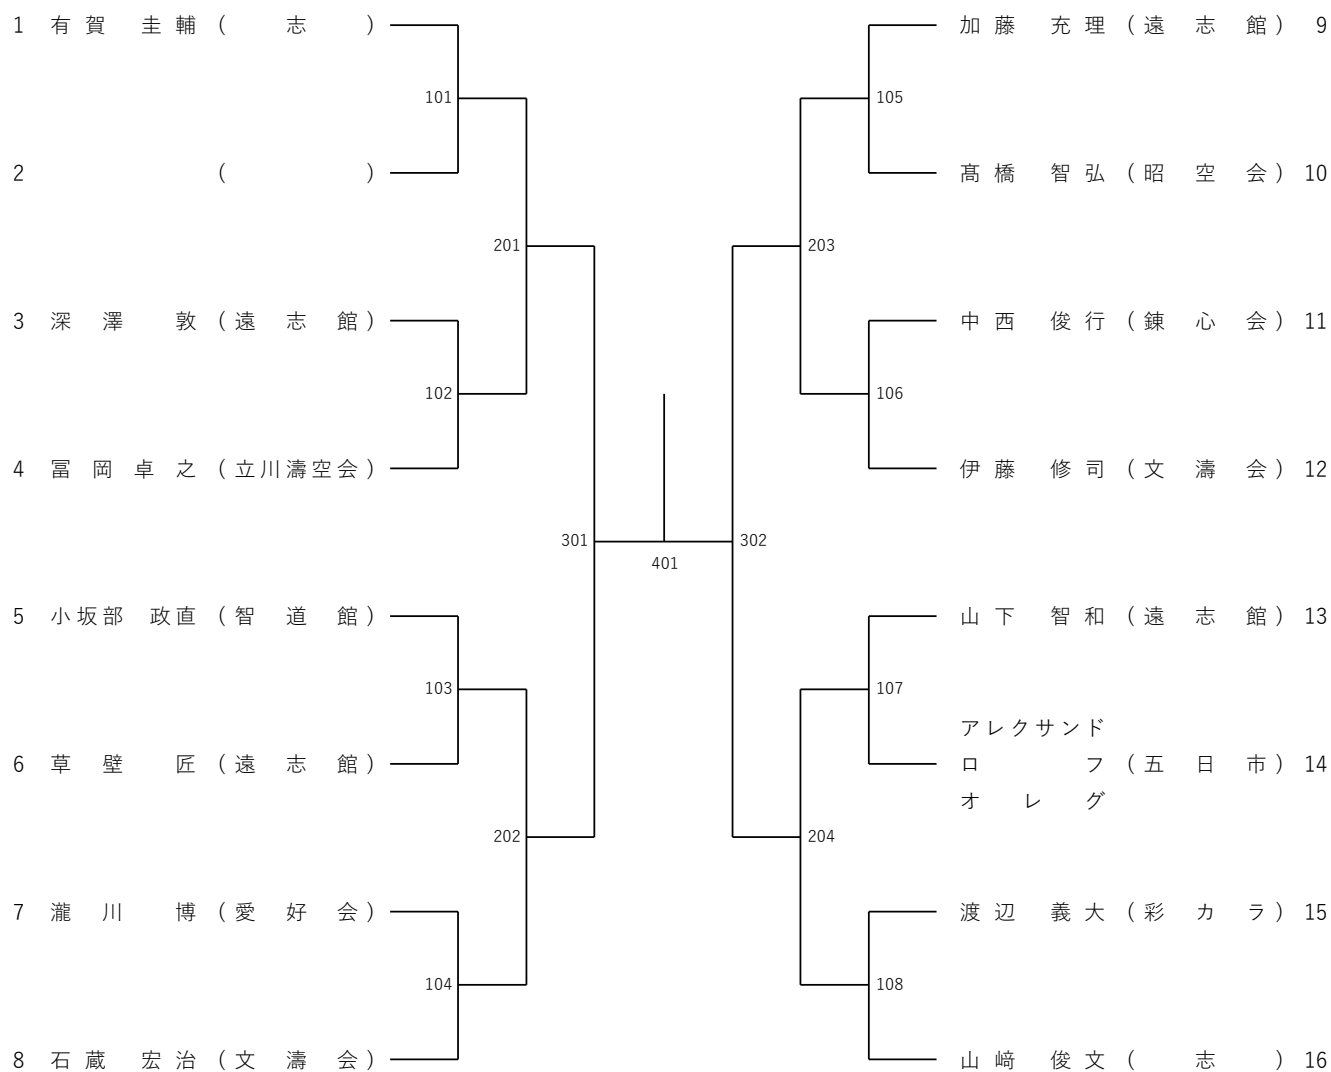 1 有賀 圭輔 ( 志 )
101
2 ( )
201
3 深澤 敦 ( 遠志館 )
102
4 冨岡 卓之 ( 立川濤空会 )
301
5 小坂部 政直 ( 智道館 )
103
6 草壁 匠 ( 遠志館 )
202
7 瀧川 博 ( 愛好会 )
104
8 石蔵 宏治 ( 文濤会 )
401
加藤 充理 ( 遠志館 ) 9
105
髙橋 智弘 ( 昭空会 ) 10
203
中西 俊行 ( 錬心会 ) 11
106
伊藤 修司 ( 文濤会 ) 12
302
山下 智和 ( 遠志館 ) 13
107
アレクサンド
ロフ ( 五日市 ) 14
オレグ
204
渡辺 義大 ( 彩カラ ) 15
108
山﨑 俊文 ( 志 ) 16